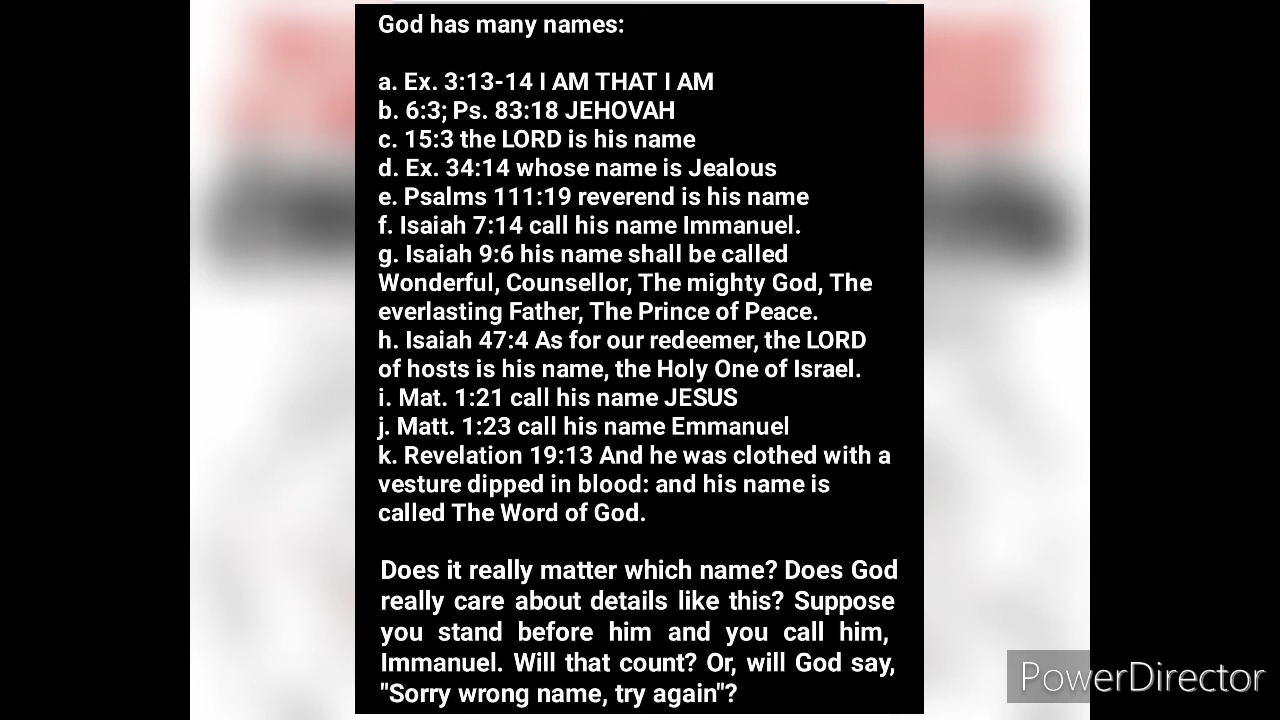 God has many names:
a. Ex. 3:13-14 I AM THAT I AM
b. 6:3; Ps. 83:18 JEHOVAH
c. 15:3 the LORD is his name
d. Ex. 34:14 whose name is Jealous
e. Psalms 111:19 reverend is his name
f. Isaiah 7:14 call his name Immanuel.
g. Isaiah 9:6 his name shall be called
Wonderful, Counsellor, The mighty God, The
everlasting Father, The Prince of Peace.
h. Isaiah 47:4 As for our redeemer, the LORD
of hosts is his name, the Holy One of Israel.
i. Mat. 1:21 call his name JESUS
j. Matt. 1:23 call his name Emmanuel
k. Revelation 19:13 And he was clothed with a
vesture dipped in blood: and his name is
called The Word of God.
Does it really matter which name? Does God
really care about details like this? Suppose
you stand before him and you call him,
Immanuel. Will that count? Or, will God say,
"Sorry wrong name, try again"?
PowerDirector